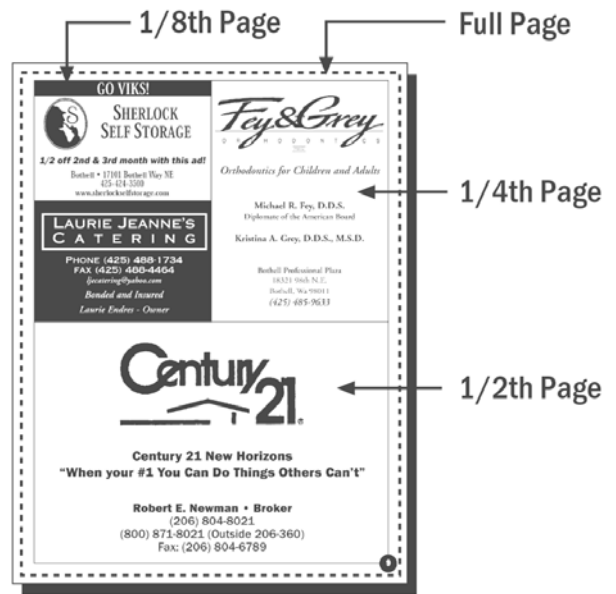 1/8th Page
Full Page
GO VIKS!
S
SHERLOCK
SELF STORAGE
1/2 off 2nd & 3rd month with this ad!
Bothell • 17101 Bothell Way NE
425-424-3500
www.sherlockselfstorage.com
LAURIE JEANNE'S
CATERING
PHONE (425) 488-1734
FAX (425) 488-4464
ljecatering@yahoo.com
Bonded and Insured
Laurie Endres - Owner
Fey&Grey
ORTHODONTICS
Orthodontics for Children and Adults
Michael R. Fey, D.D.S.
Diplomate of the American Board
Kristina A. Grey, D.D.S., M.S.D.
Bothell Professional Plaza
18321 98th N.E.
Bothell, Wa 98011
(425) 485-9633
1/4th Page
Century 21
1/2th Page
Century 21 New Horizons
“When your #1 You Can Do Things Others Can't”
Robert E. Newman • Broker
(206) 804-8021
(800) 871-8021 (Outside 206-360)
Fax: (206) 804-6789